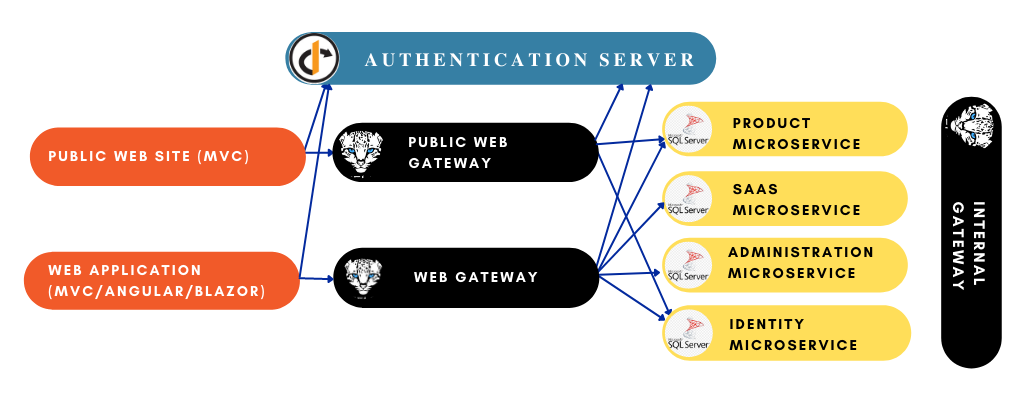 AUTHENTICATION SERVER
PUBLIC WEB SITE (MVC)
WEB APPLICATION
(MVC/ANGULAR/BLAZOR)
PUBLIC WEB
GATEWAY
WEB GATEWAY
SQL Server
PRODUCT
MICROSERVICE
SQL Server
SAAS
MICROSERVICE
SQL Server
ADMINISTRATION
MICROSERVICE
SQL Server
IDENTITY
MICROSERVICE
INTERNAL
GATEWAY